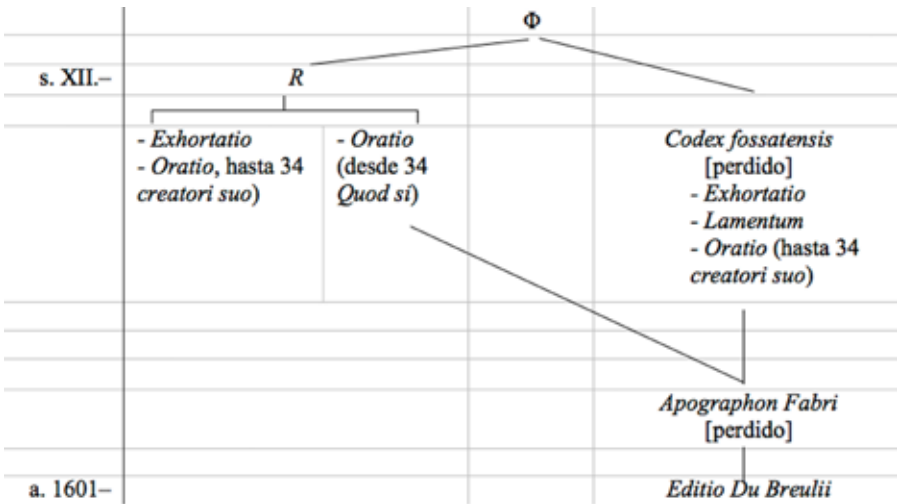 Φ
s. XII.–
R
- Exhortatio
- Oratio, hasta 34
creatori suo)
- Oratio
(desde 34
Quod si)
Codex fossatensis
[perdido]
- Exhortatio
- Lamentum
- Oratio (hasta 34
creatori suo)
Apographon Fabri
[perdido]
a. 1601–
Editio Du Breulii